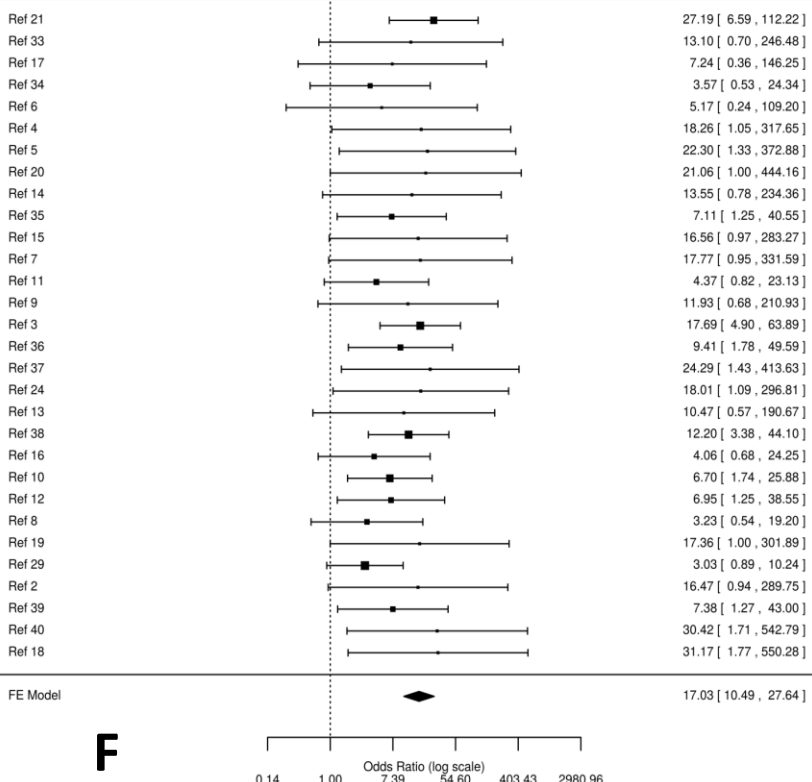 Ref 21 27.19 [ 6.59 , 112.22 ]
Ref 33 13.10 [ 0.70 , 246.48 ]
Ref 17 7.24 [ 0.36 , 146.25 ]
Ref 34 3.57 [ 0.53 , 24.34 ]
Ref 6 5.17 [ 0.24 , 109.20 ]
Ref 4 18.26 [ 1.05 , 317.65 ]
Ref 5 22.30 [ 1.33 , 372.88 ]
Ref 20 21.06 [ 1.00 , 444.16 ]
Ref 14 13.55 [ 0.78 , 234.36 ]
Ref 35 7.11 [ 1.25 , 40.55 ]
Ref 15 16.56 [ 0.97 , 283.27 ]
Ref 7 17.77 [ 0.95 , 331.59 ]
Ref 11 4.37 [ 0.82 , 23.13 ]
Ref 9 11.93 [ 0.68 , 210.93 ]
Ref 3 17.69 [ 4.90 , 63.89 ]
Ref 36 9.41 [ 1.78 , 49.59 ]
Ref 37 24.29 [ 1.43 , 413.63 ]
Ref 24 18.01 [ 1.09 , 296.81 ]
Ref 13 10.47 [ 0.57 , 190.67 ]
Ref 38 12.20 [ 3.38 , 44.10 ]
Ref 16 4.06 [ 0.68 , 24.25 ]
Ref 10 6.70 [ 1.74 , 25.88 ]
Ref 12 6.95 [ 1.25 , 38.55 ]
Ref 8 3.23 [ 0.54 , 19.20 ]
Ref 19 17.36 [ 1.00 , 301.89 ]
Ref 29 3.03 [ 0.89 , 10.24 ]
Ref 2 16.47 [ 0.94 , 289.75 ]
Ref 39 7.38 [ 1.27 , 43.00 ]
Ref 40 30.42 [ 1.71 , 542.79 ]
Ref 18 31.17 [ 1.77 , 550.28 ]
FE Model 17.03 [ 10.49 , 27.64 ]
F
Odds Ratio (log scale)
0.14 1.00 7.39 54.60 403.43 2980.96